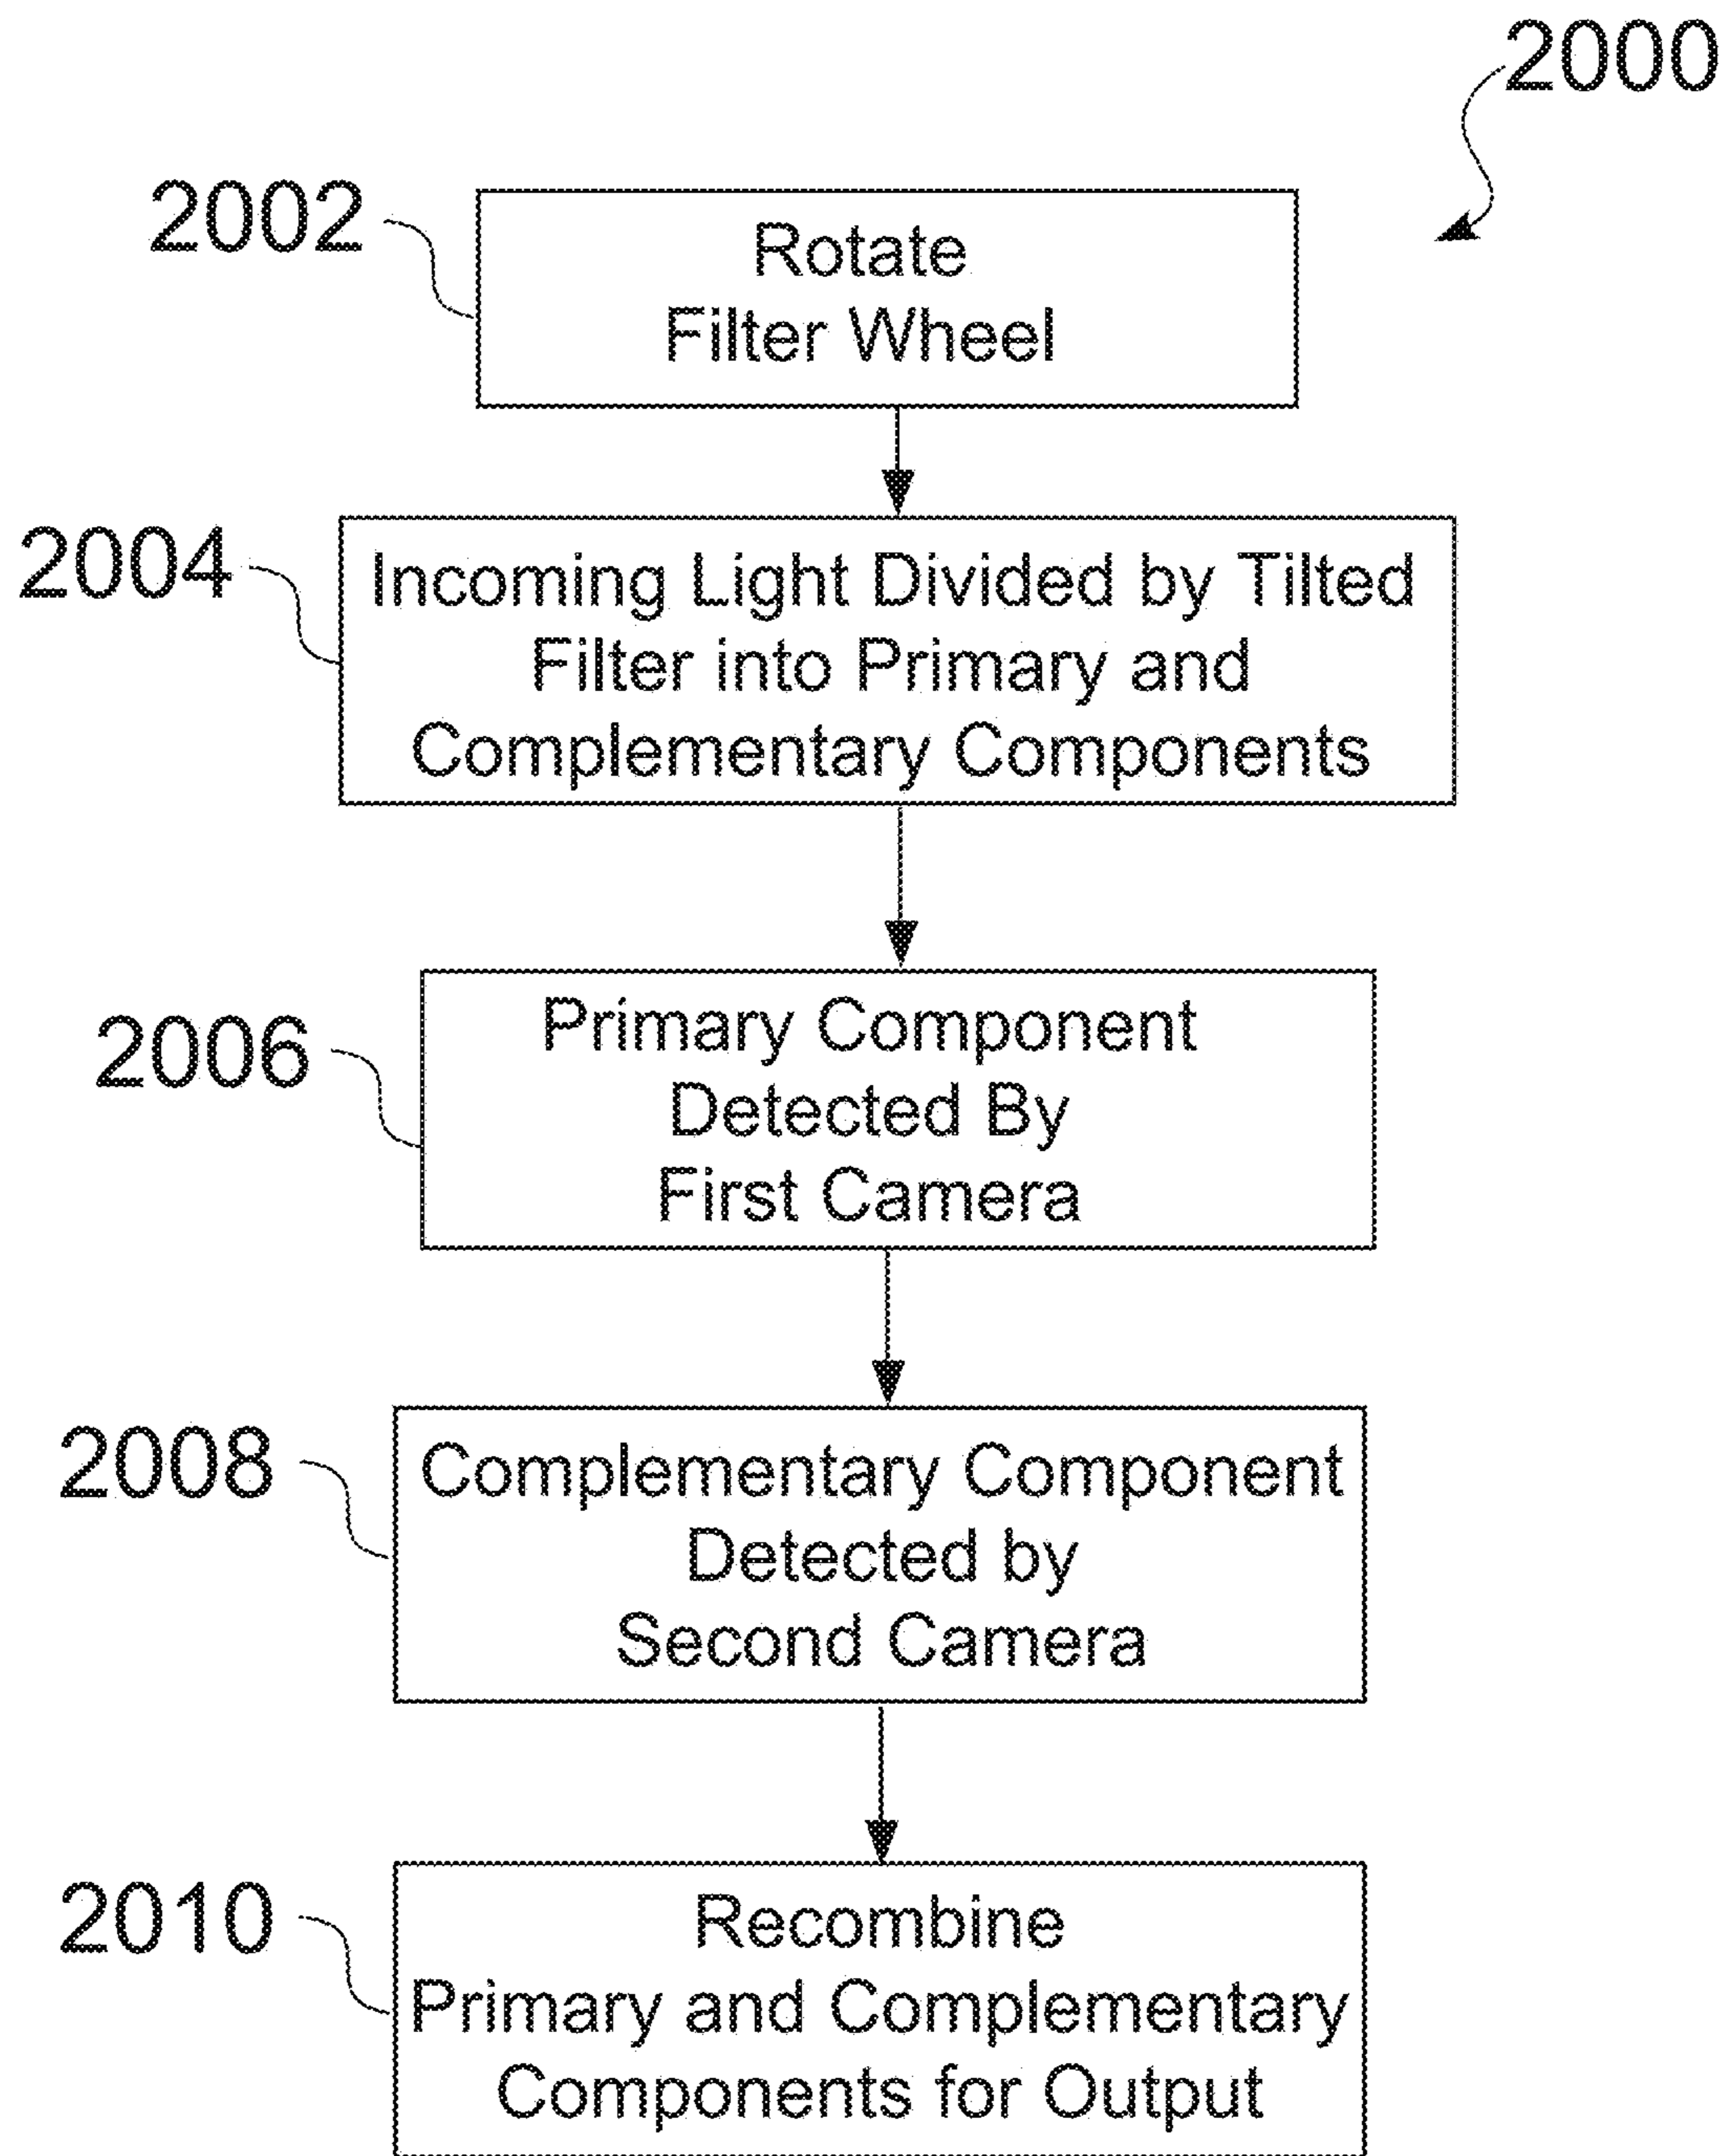 2000
2002
Rotate
Filter Wheel
2004
Incoming Light Divided by Tilted
Filter into Primary and
Complementary Components
2006
Primary Component
Detected By
First Camera
2008
Complementary Component
Detected by
Second Camera
2010
Recombine
Primary and Complementary
Components for Output